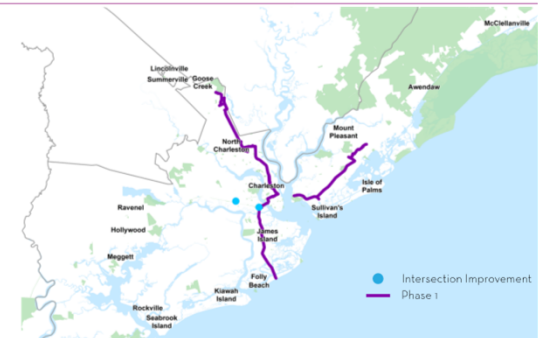 McClellanville
Lincolnville
Summerville
Goose
Creek
Awendaw
Mount
Pleasant
North
Charleston
Charleston
Isle of
Palms
Ravenel
Sullivan's
Island
Hollywood
James
Island
Meggett
Folly
Beach
Kiawah
Island
Rockville
Seabrook
Island
Intersection Improvement
Phase 1